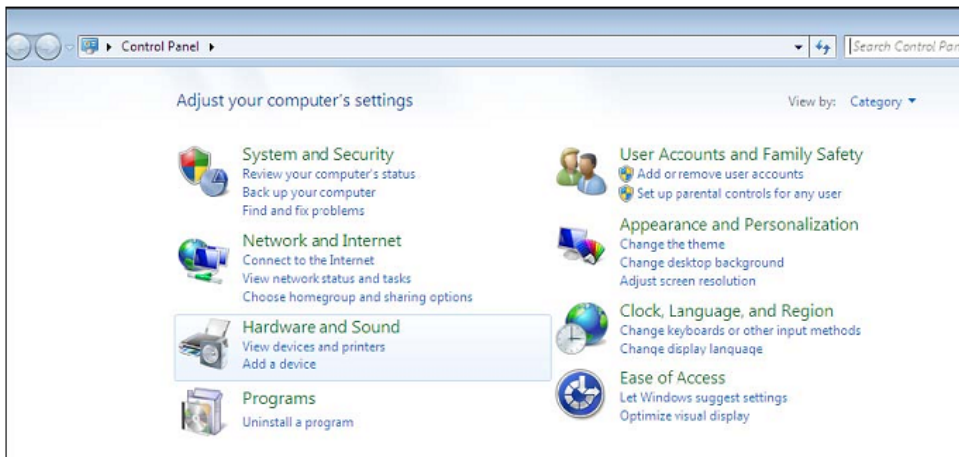 Control Panel
Search Control Pan
Adjust your computer's settings
View by: Category
System and Security
Review your computer's status
Back up your computer
Find and fix problems
Network and Internet
Connect to the Internet
View network status and tasks
Choose homegroup and sharing options
Hardware and Sound
View devices and printers
Add a device
Programs
Uninstall a program
User Accounts and Family Safety
Add or remove user accounts
Set up parental controls for any user
Appearance and Personalization
Change the theme
Change desktop background
Adjust screen resolution
Clock, Language, and Region
Change keyboards or other input methods
Change display language
Ease of Access
Let Windows suggest settings
Optimize visual display